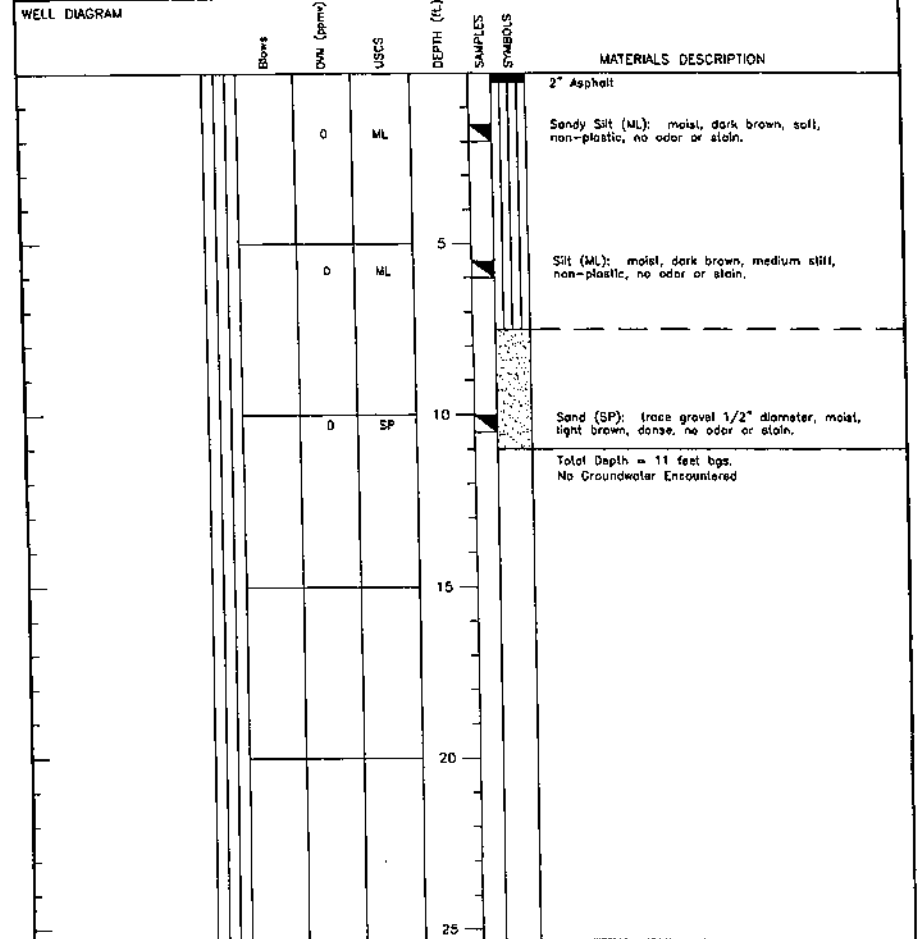 WELL DIAGRAM
Blows
OVM (ppmv)
USCS
DEPTH (ft.)
SAMPLES
SYMBOLS
MATERIALS DESCRIPTION
2" Asphalt
0 ML
Sandy Silt (ML): moist, dark brown, soft,
non-plastic, no odor or stain.
5
0 ML
Silt (ML): moist, dark brown, medium stiff,
non-plastic, no odor or stain.
10
0 SP
Sand (SP): trace gravel 1/2" diameter, moist,
light brown, dense, no odor or stain.
Total Depth = 11 feet bgs.
No Groundwater Encountered
15
20
25